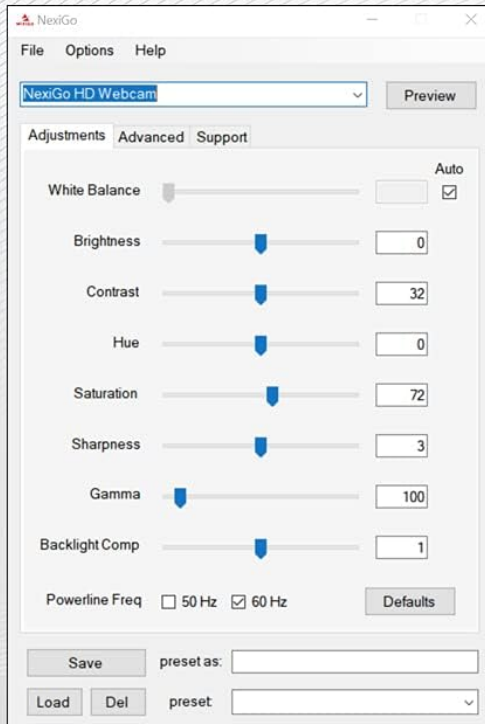 NexiGo
File Options Help
NexiGo HD Webcam Preview
Adjustments Advanced Support
Auto
White Balance
Brightness 0
Contrast 32
Hue 0
Saturation 72
Sharpness 3
Gamma 100
Backlight Comp 1
Powerline Freq 50 Hz 60 Hz Defaults
Save preset as:
Load Del preset: